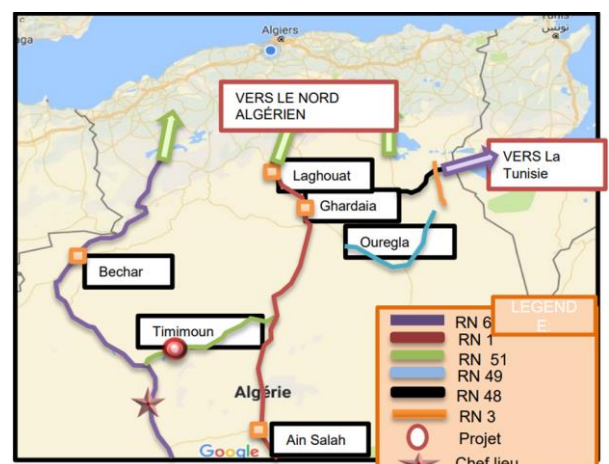 Algiers
aga
Tunis
تونس
VERS LE NORD
ALGÉRIEN
VERS La
Tunisie
Laghouat
Ghardaia
Ouregla
Bechar
Timimoun
Algérie
Ain Salah
Google
LEGEND
E.
RN 6
RN 1
RN 51
RN 49
RN 48
RN 3
Projet
Chef lieu